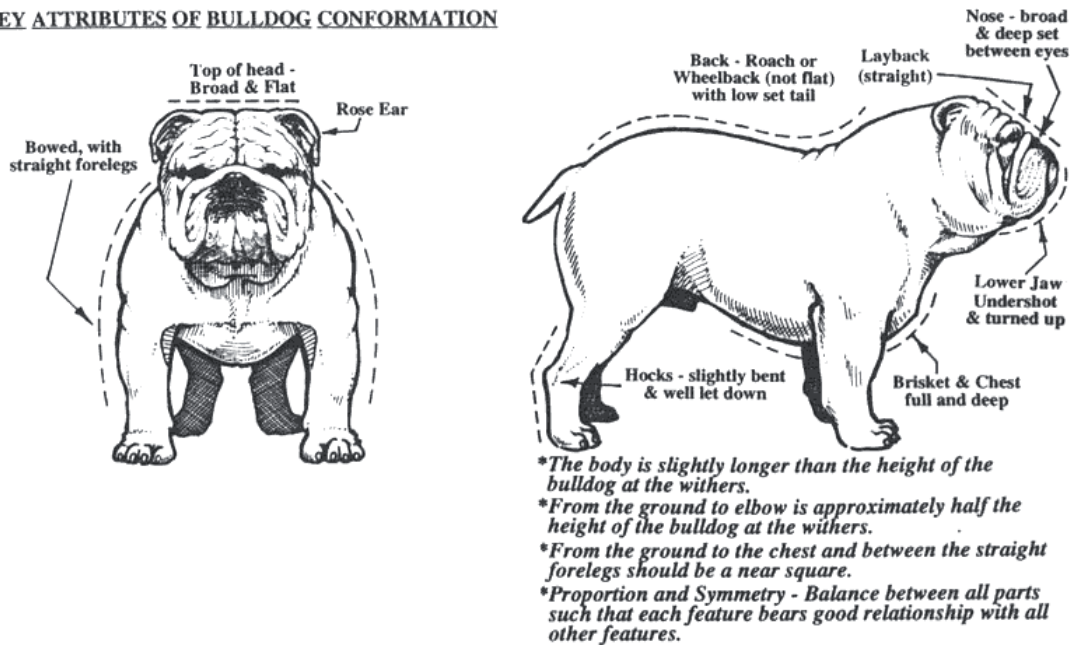 EY ATTRIBUTES OF BULLDOG CONFORMATION
Top of head -
Broad & Flat
Rose Ear
Bowed, with
straight forelegs
Back - Roach or
Wheelback (not flat)
with low set tail
Layback
(straight)
Nose - broad
& deep set
between eyes
Lower Jaw
Undershot
& turned up
Hocks - slightly bent
& well let down
Brisket & Chest
full and deep
*The body is slightly longer than the height of the
bulldog at the withers.
*From the ground to elbow is approximately half the
height of the bulldog at the withers.
*From the ground to the chest and between the straight
forelegs should be a near square.
*Proportion and Symmetry - Balance between all parts
such that each feature bears good relationship with all
other features.